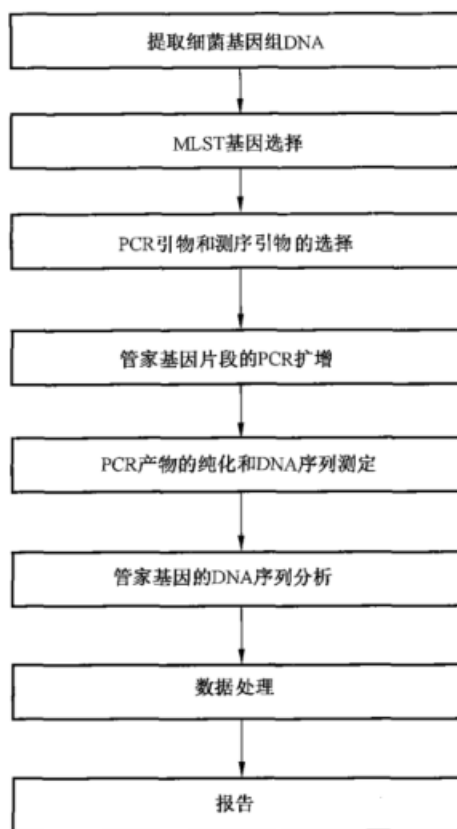 提取细菌基因组DNA
MLST基因选择
PCR引物和测序引物的选择
管家基因片段的PCR扩增
PCR产物的纯化和DNA序列测定
管家基因的DNA序列分析
数据处理
报告